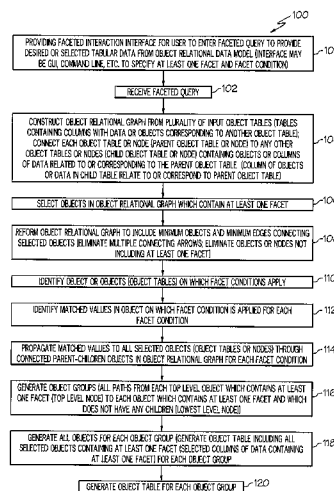 100
PROVIDING FACETED INTERACTION INTERFACE FOR USER TO ENTER FACETED QUERY TO PROVIDE
DESIRED OR SELECTED TABULAR DATA FROM OBJECT RELATIONAL DATA MODEL (INTERFACE MAY
BE GUI, COMMAND LINE, ETC. TO SPECIFY AT LEAST ONE FACET AND FACET CONDITION)
10
RECEIVE FACETED QUERY
102
CONSTRUCT OBJECT RELATIONAL GRAPH FROM PLURALITY OF INPUT OBJECT TABLES (TABLES
CONTAINING COLUMNS WITH DATA OR OBJECTS CORRESPONDING TO ANOTHER OBJECT TABLE);
CONNECT EACH OBJECT TABLE OR NODE (PARENT OBJECT TABLE OR NODE) TO ANY OTHER
OBJECT TABLES OR NODES (CHILD OBJECT TABLE OR NODE) CONTAINING OBJECTS OR COLUMNS
OF DATA RELATED TO OR CORRESPONDING TO THE PARENT OBJECT TABLE (COLUMN OF OBJECTS
OR DATA IN CHILD TABLE RELATE TO OR CORRESPOND TO PARENT OBJECT TABLE)
10
SELECT OBJECTS IN OBJECT RELATIONAL GRAPH WHICH CONTAIN AT LEAST ONE FACET
10
REFORM OBJECT RELATIONAL GRAPH TO INCLUDE MINIMUM OBJECTS AND MINIMUM EDGES CONNECTING
SELECTED OBJECTS (ELIMINATE MULTIPLE CONNECTING ARROWS; ELIMINATE OBJECTS OR NODES NOT
INCLUDING AT LEAST ONE FACET)
10
IDENTIFY OBJECT OR OBJECTS (OBJECT TABLES) ON WHICH FACET CONDITIONS APPLY
110
IDENTIFY MATCHED VALUES IN OBJECT ON WHICH FACET CONDITION IS APPLIED FOR EACH
FACET CONDITION
112
PROPAGATE MATCHED VALUES TO ALL SELECTED OBJECTS (OBJECT TABLES OR NODES) THROUGH
CONNECTED PARENT-CHILDREN OBJECTS IN OBJECT RELATIONAL GRAPH FOR EACH FACET CONDITION
114
GENERATE OBJECT GROUPS (ALL PATHS FROM EACH TOP LEVEL OBJECT WHICH CONTAINS AT LEAST
ONE FACET (TOP LEVEL NODE) TO EACH OBJECT WHICH CONTAINS AT LEAST ONE FACET AND WHICH
DOES NOT HAVE ANY CHILDREN (LOWEST LEVEL NODE))
116
GENERATE ALL OBJECTS FOR EACH OBJECT GROUP (GENERATE OBJECT TABLE INCLUDING ALL
SELECTED OBJECTS CONTAINING AT LEAST ONE FACET (SELECTED COLUMNS OF DATA CONTAINING
AT LEAST ONE FACET) FOR EACH OBJECT GROUP
118
GENERATE OBJECT TABLE FOR EACH OBJECT GROUP
120